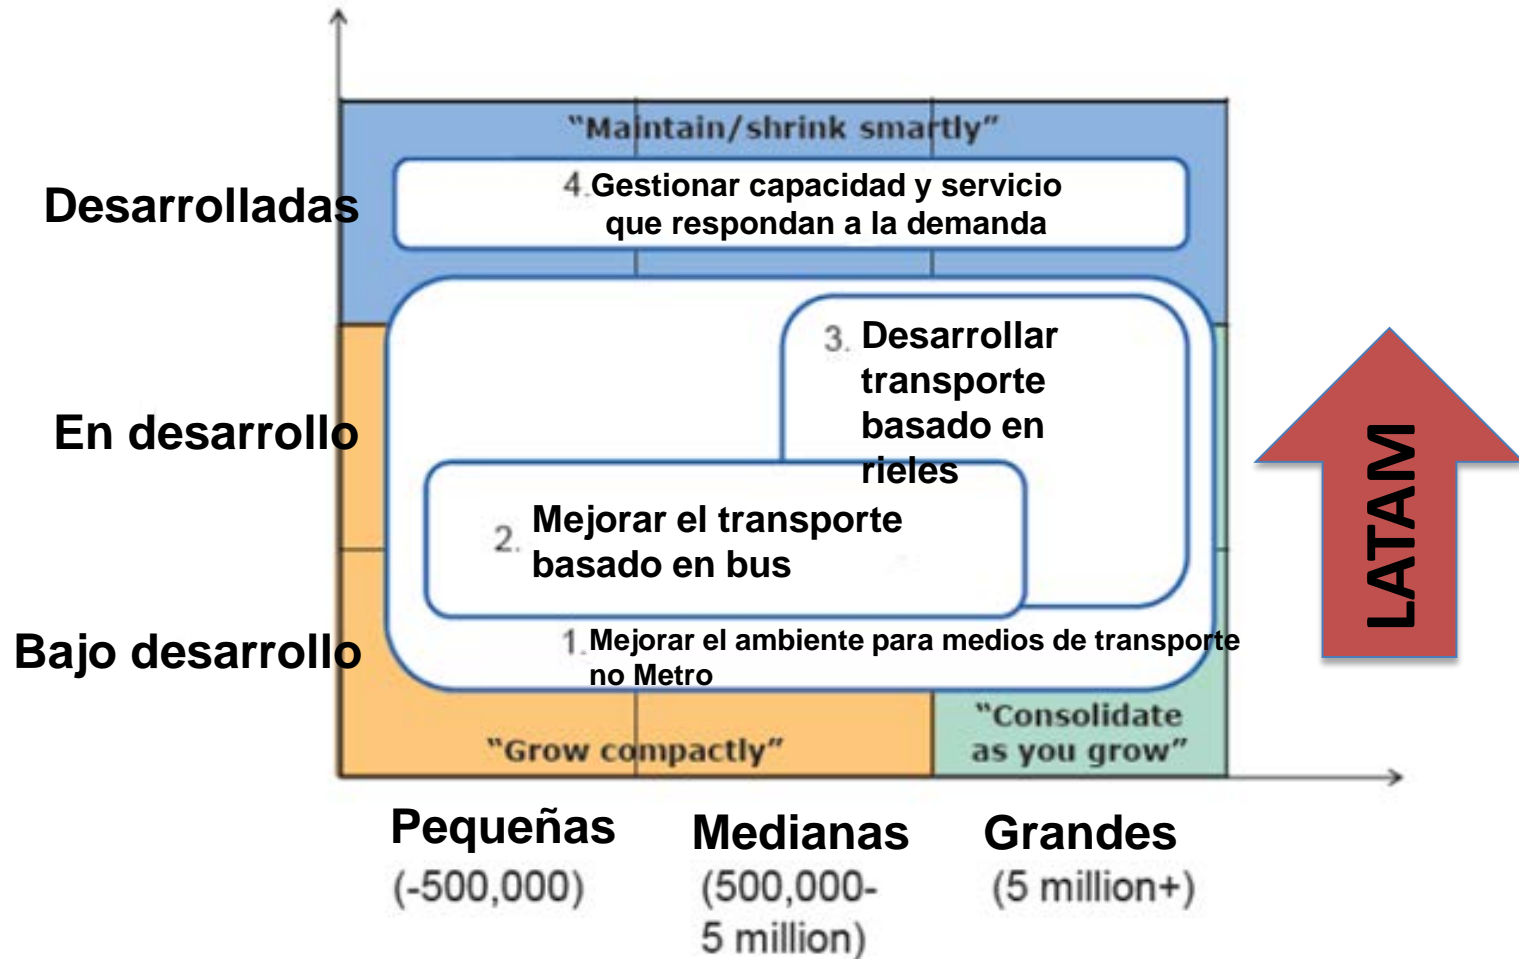 “Maintain/shrink smartly”
Desarrolladas
4. Gestionar capacidad y servicio
que respondan a la demanda
En desarrollo
3. Desarrollar
transporte
basado en
rieles
2. Mejorar el transporte
basado en bus
Bajo desarrollo
1. Mejorar el ambiente para medios de transporte
no Metro
“Grow compactly”
“Consolidate
as you grow”
LATAM
Pequeñas
(-500,000)
Medianas
(500,000-
5 million)
Grandes
(5 million+)